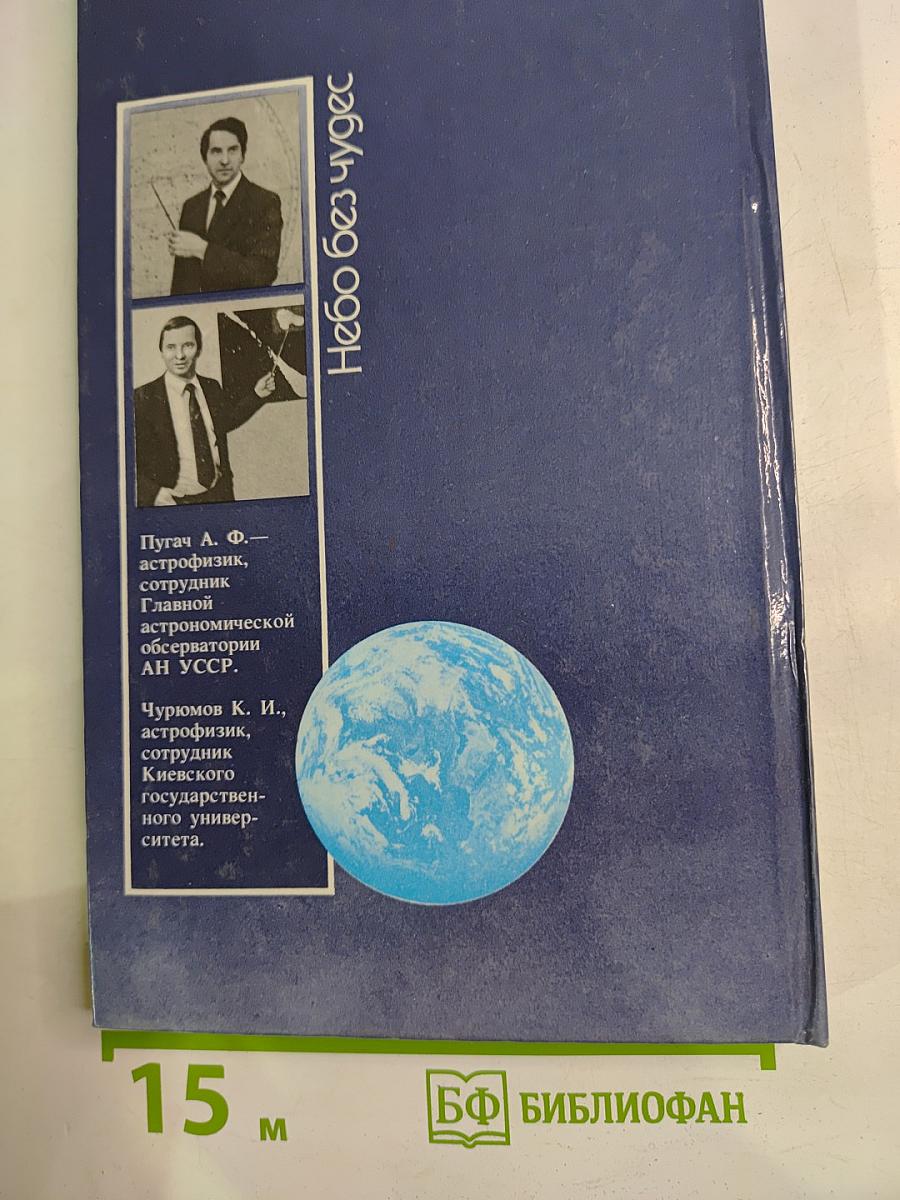 Небо без чудес
Пугач А. Ф.—
астрофизик,
сотрудник
Главной
астрономической
обсерватории
АН УССР.
Чурюмов К. И.,
астрофизик,
сотрудник
Киевского
государствен-
ного универ-
ситета.
15 м
БФ БИБЛИОФАН